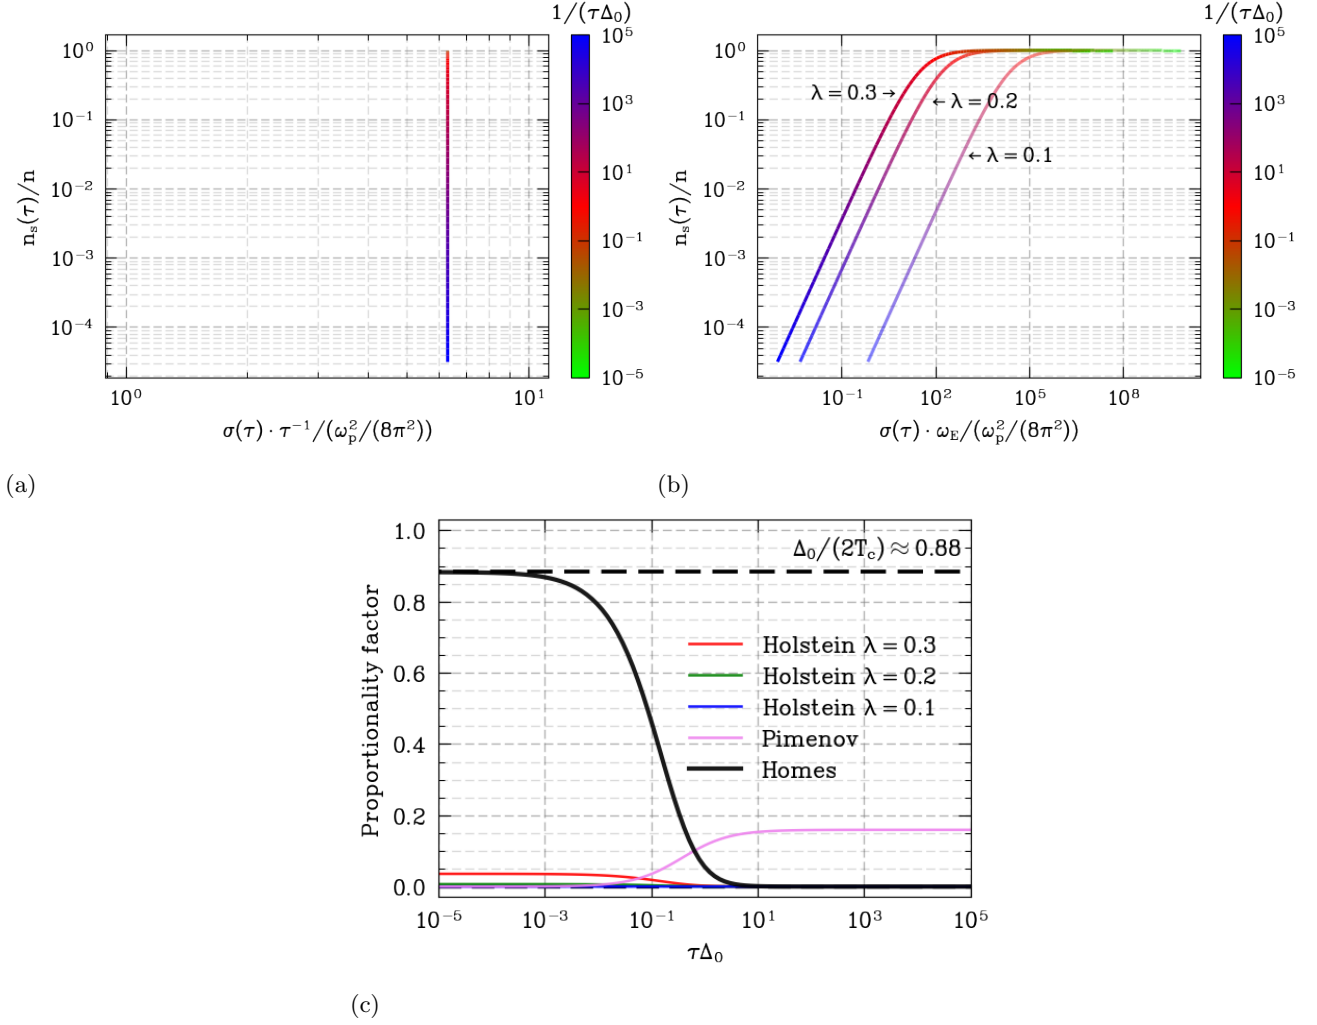 1/(τΔ₀)
10⁰
10⁻¹
10⁻²
10⁻³
10⁻⁴
nₛ(τ)/n
10⁰
10¹
σ(τ) · τ⁻¹/(ωₚ²/(8π²))
10⁵
10³
10¹
10⁻¹
10⁻³
10⁻⁵
(a)
1/(τΔ₀)
10⁰
10⁻¹
10⁻²
10⁻³
10⁻⁴
nₛ(τ)/n
λ = 0.3 →
← λ = 0.2
← λ = 0.1
10⁻¹
10²
10⁵
10⁸
σ(τ) · ω_E/(ωₚ²/(8π²))
10⁵
10³
10¹
10⁻¹
10⁻³
10⁻⁵
(b)
1.0
0.8
0.6
0.4
0.2
0.0
Proportionality factor
Δ₀/(2T_c) ≈ 0.88
Holstein λ = 0.3
Holstein λ = 0.2
Holstein λ = 0.1
Pimenov
Homes
10⁻⁵
10⁻³
10⁻¹
10¹
10³
10⁵
τΔ₀
(c)